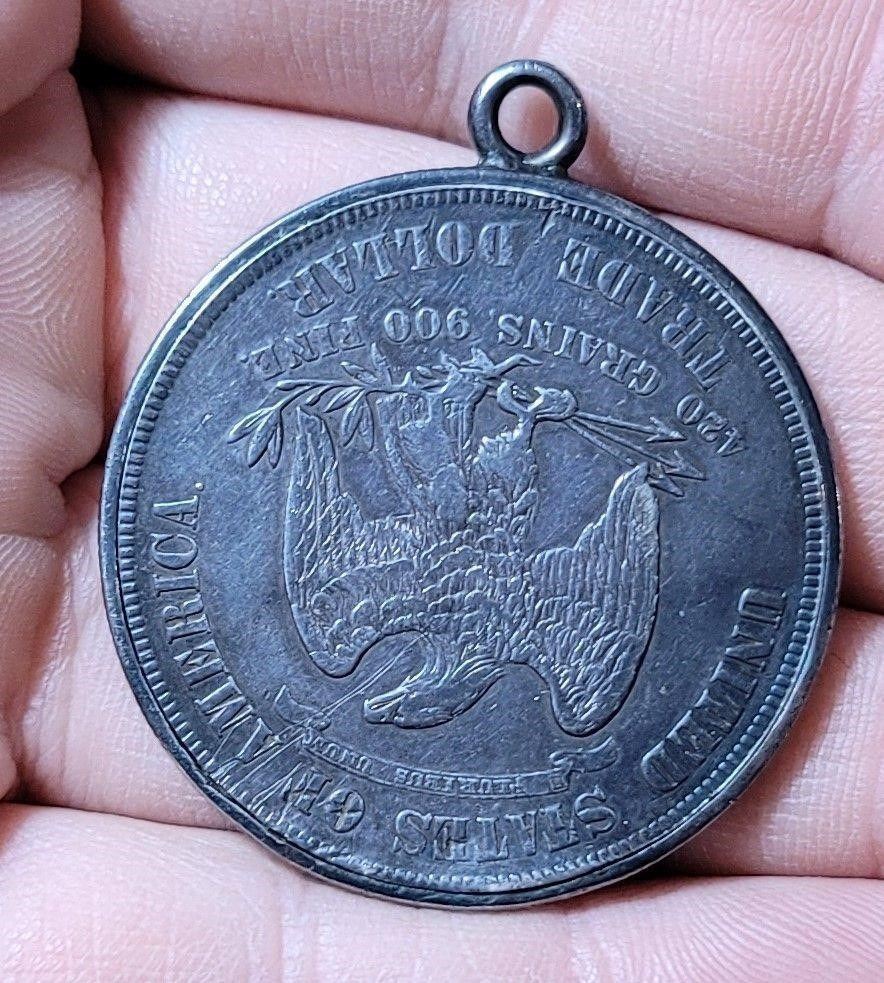 UNITED STATES OF AMERICA.
E PLURIBUS UNUM
420 GRAINS, 900 FINE.
TRADE DOLLAR.